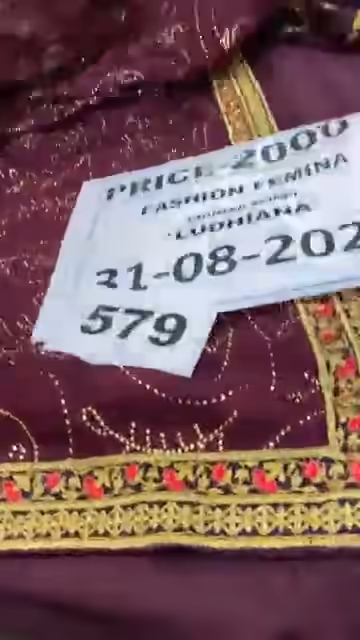 PRICE-2000
FASHION FEMINA
LUDHIANA
31-08-202
579